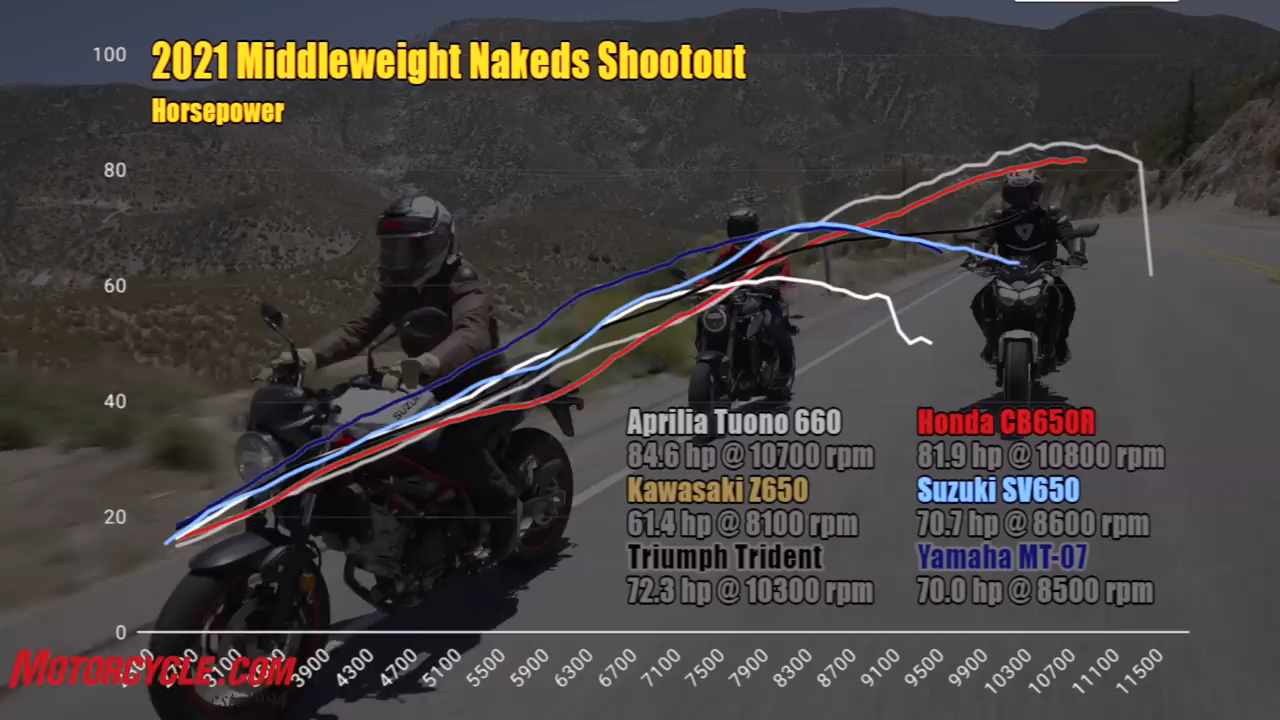 2021 Middleweight Nakeds Shootout
Horsepower
100
80
60
40
20
0
SUZUKI
Aprilia Tuono 660
84.6 hp @ 10700 rpm
Kawasaki Z650
61.4 hp @ 8100 rpm
Triumph Trident
72.3 hp @ 10300 rpm
Honda CB650R
81.9 hp @ 10800 rpm
Suzuki SV650
70.7 hp @ 8600 rpm
Yamaha MT-07
70.0 hp @ 8500 rpm
3900 4300 4700 5100 5500 5900 6300 6700 7100 7500 7900 8300 8700 9100 9500 9900 10300 10700 11100 11500
MOTORCYCLE.COM
est. 1994